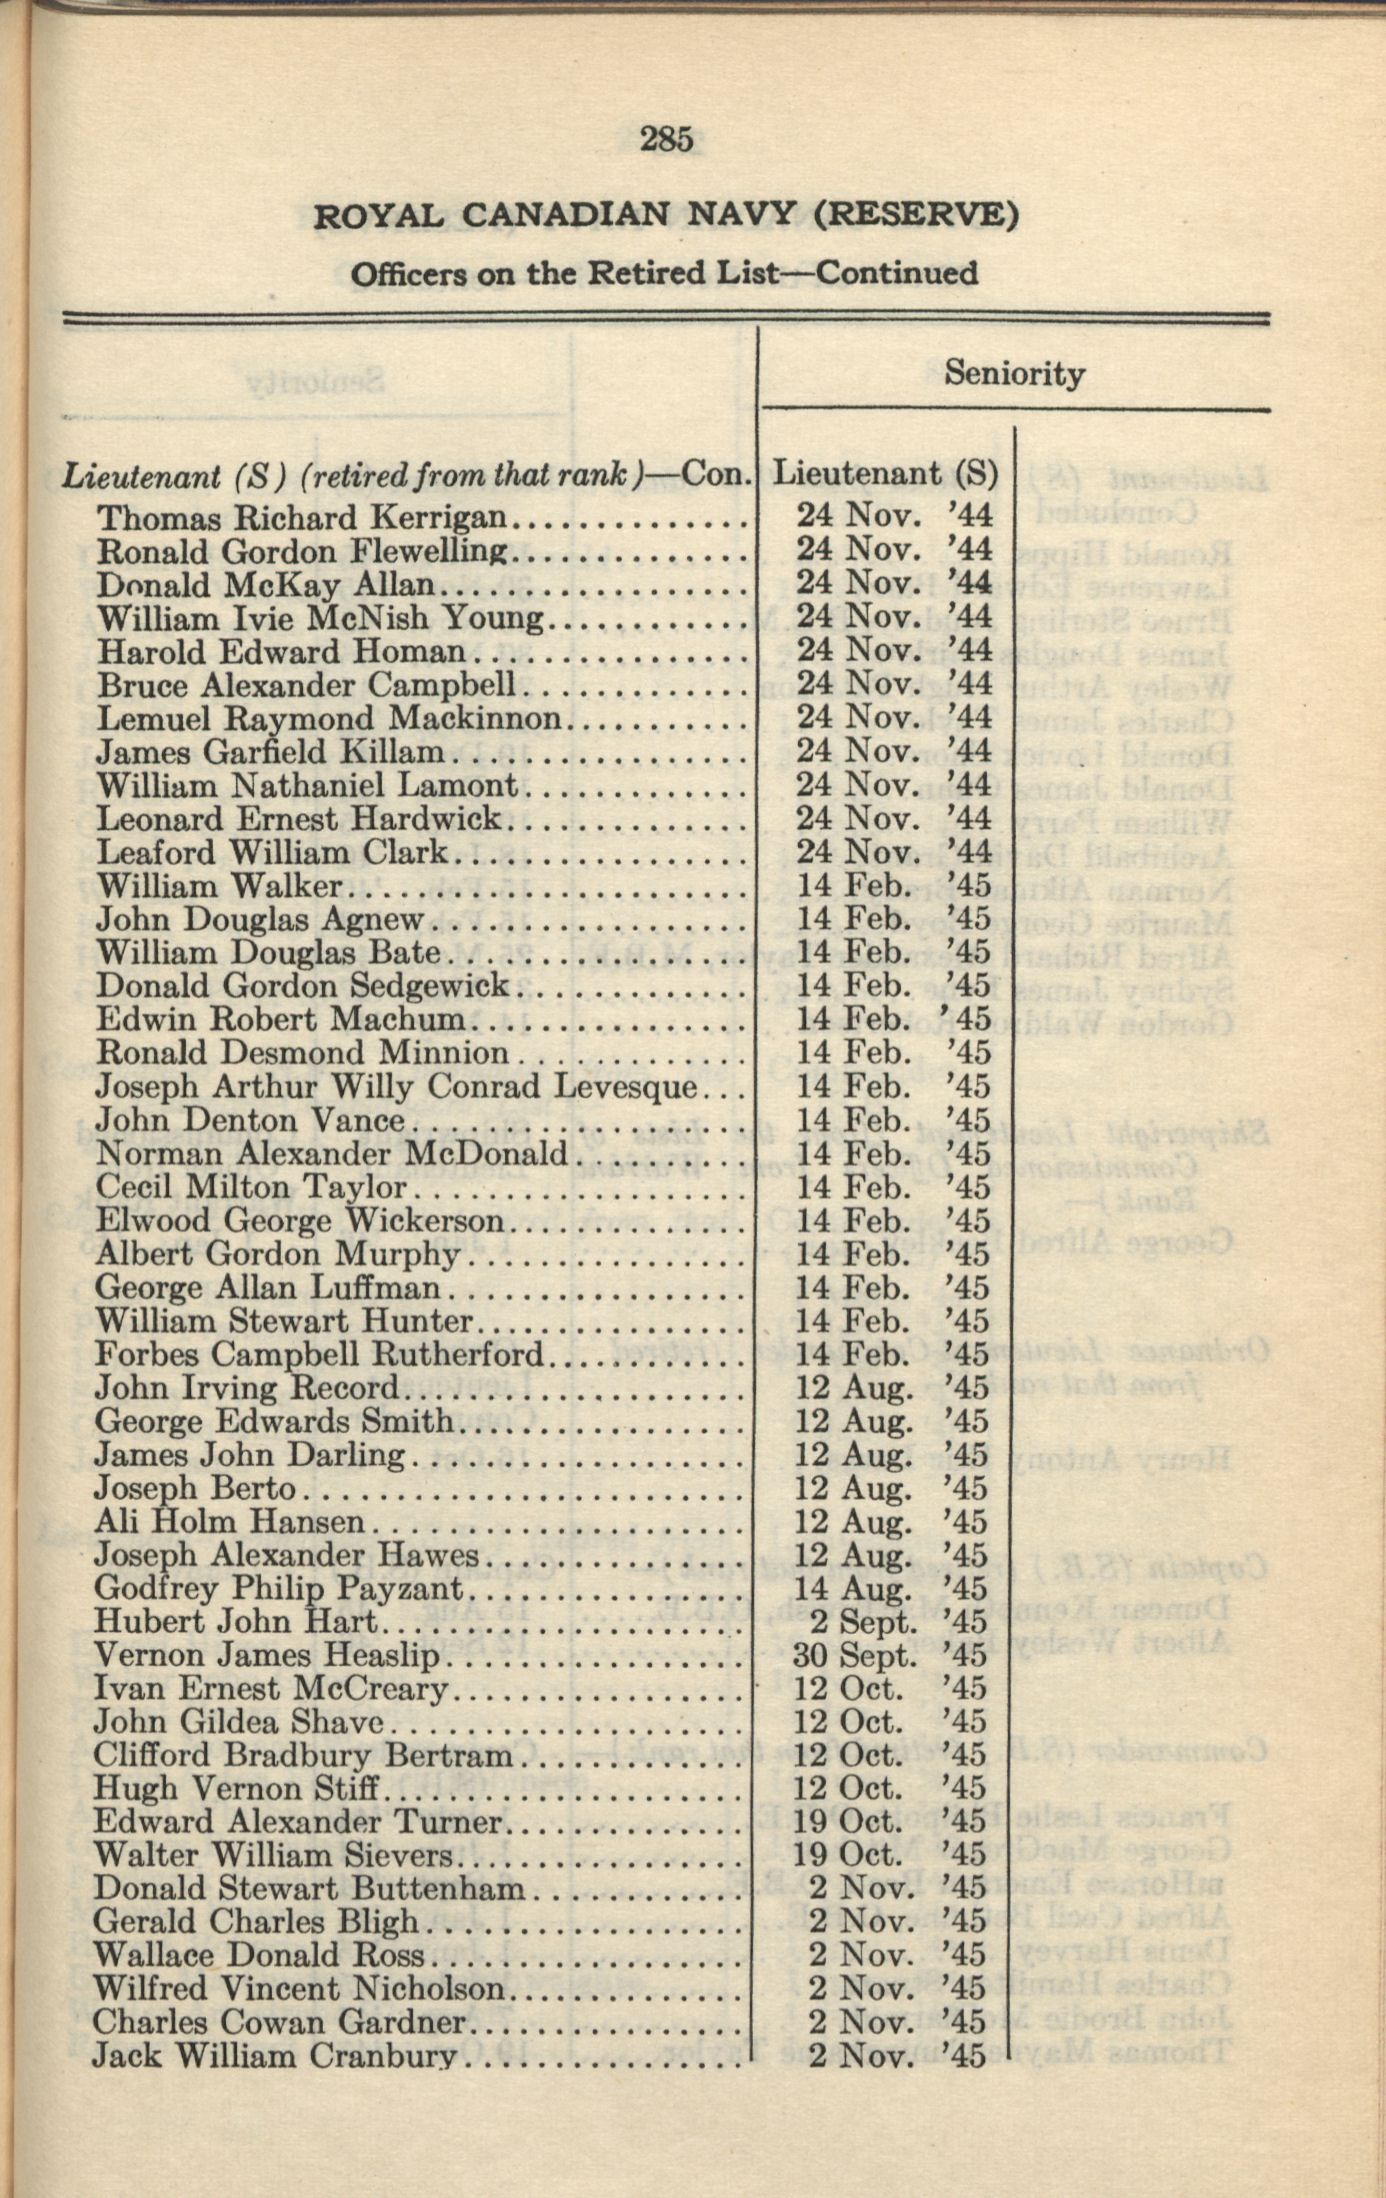 285
ROYAL CANADIAN NAVY (RESERVE)
Officers on the Retired List—Continued
Seniority
Lieutenant (S) (retired from that rank)—Con. Lieutenant (S)
Thomas Richard Kerrigan.............. 24 Nov. ’44
Ronald Gordon Flewelling.............. 24 Nov. ’44
Donald McKay Allan................. 24 Nov. ’44
William Ivie McNish Young............ 24 Nov. ’44
Harold Edward Homan............... 24 Nov. ’44
Bruce Alexander Campbell............. 24 Nov. ’44
Lemuel Raymond Mackinnon.......... 24 Nov. ’44
James Garfield Killam................ 24 Nov. ’44
William Nathaniel Lamont............. 24 Nov. ’44
Leonard Ernest Hardwick.............. 24 Nov. ’44
Leaford William Clark................ 24 Nov. ’44
William Walker...................... 14 Feb. ’45
John Douglas Agnew.................. 14 Feb. ’45
William Douglas Bate................. 14 Feb. ’45
Donald Gordon Sedgewick............. 14 Feb. ’45
Edwin Robert Machum................ 14 Feb. ’45
Ronald Desmond Minnion............. 14 Feb. ’45
Joseph Arthur Willy Conrad Levesque... 14 Feb. ’45
John Denton Vance................... 14 Feb. ’45
Norman Alexander McDonald.......... 14 Feb. ’45
Cecil Milton Taylor................... 14 Feb. ’45
Elwood George Wickerson............. 14 Feb. ’45
Albert Gordon Murphy................ 14 Feb. ’45
George Allan Luffman................. 14 Feb. ’45
William Stewart Hunter............... 14 Feb. ’45
Forbes Campbell Rutherford............ 14 Feb. ’45
John Irving Record................... 12 Aug. ’45
George Edwards Smith................ 12 Aug. ’45
James John Darling................... 12 Aug. ’45
Joseph Berto......................... 12 Aug. ’45
Ali Holm Hansen..................... 12 Aug. ’45
Joseph Alexander Hawes............... 12 Aug. ’45
Godfrey Philip Payzant................ 14 Aug. ’45
Hubert John Hart..................... 2 Sept. ’45
Vernon James Heaslip................. 30 Sept. ’45
Ivan Ernest McCreary................. 12 Oct. ’45
John Gildea Shave.................... 12 Oct. ’45
Clifford Bradbury Bertram............. 12 Oct. ’45
Hugh Vernon Stiff.................... 12 Oct. ’45
Edward Alexander Turner.............. 19 Oct. ’45
Walter William Sievers................ 19 Oct. ’45
Donald Stewart Buttenham............ 2 Nov. ’45
Gerald Charles Bligh.................. 2 Nov. ’45
Wallace Donald Ross.................. 2 Nov. ’45
Wilfred Vincent Nicholson............. 2 Nov. ’45
Charles Cowan Gardner............... 2 Nov. ’45
Jack William Cranbury................ 2 Nov. ’45